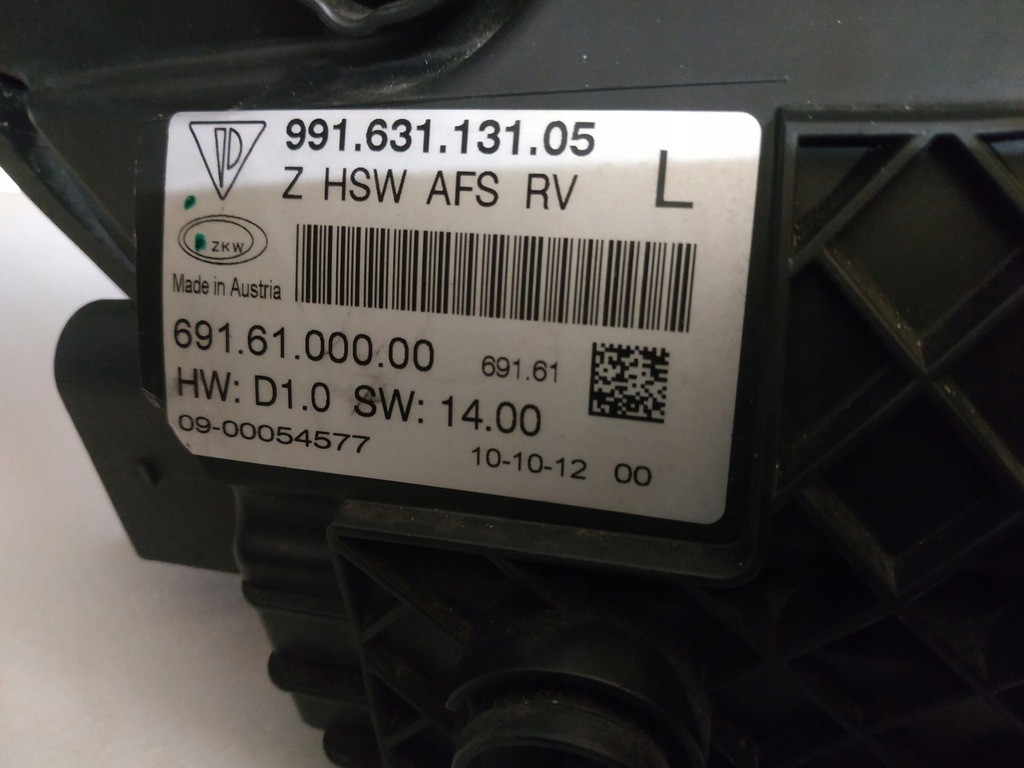 991.631.131.05
Z HSW AFS RV L
ZKW
Made in Austria
691.61.000.00 691.61
HW: D1.0 SW: 14.00
09-00054577
10-10-12 00